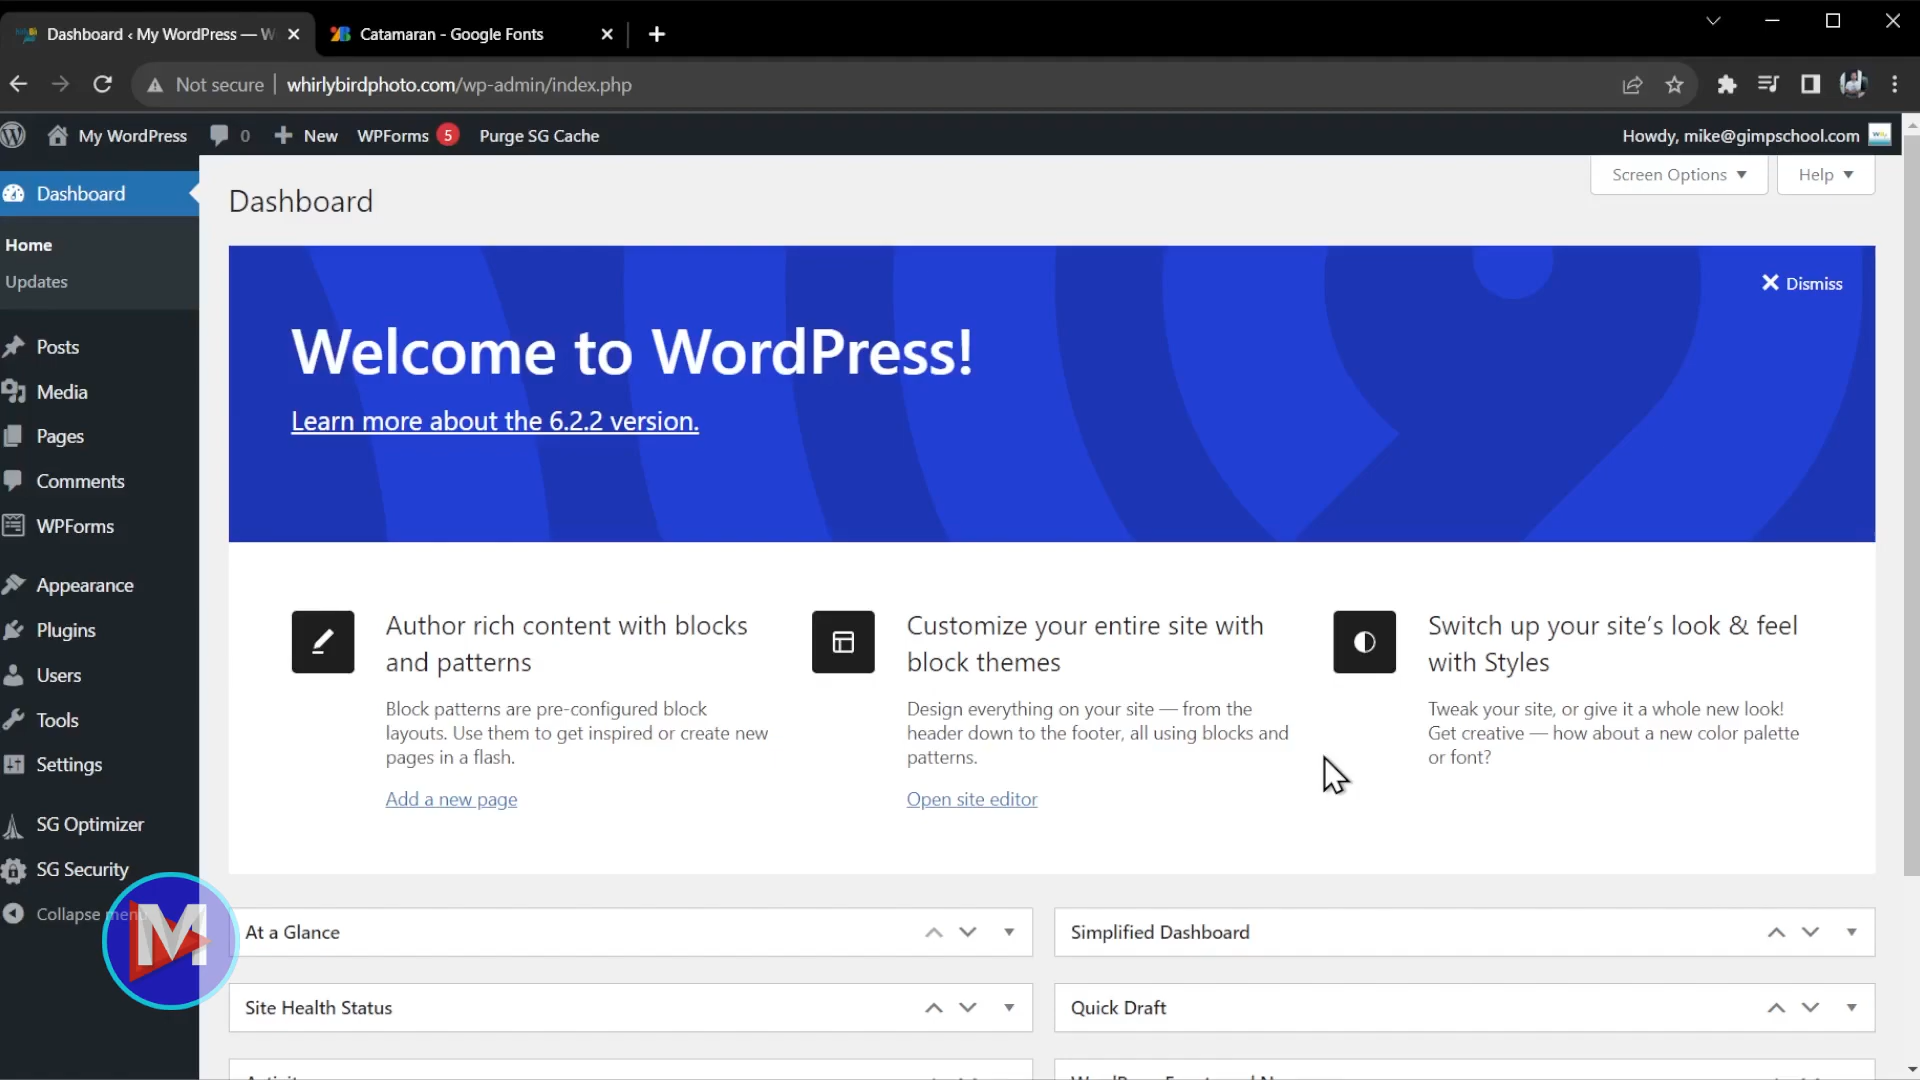 Dashboard ‹ My WordPress — W
Catamaran - Google Fonts
Not secure
whirlybirdphoto.com/wp-admin/index.php
My WordPress
0
New
WPForms 5
Purge SG Cache
Howdy, mike@gimpschool.com
Dashboard
Home
Updates
Posts
Media
Pages
Comments
WPForms
Appearance
Plugins
Users
Tools
Settings
SG Optimizer
SG Security
Collapse menu
M
Dashboard
Screen Options
Help
Dismiss
Welcome to WordPress!
Learn more about the 6.2.2 version.
Author rich content with blocks
and patterns
Block patterns are pre-configured block
layouts. Use them to get inspired or create new
pages in a flash.
Add a new page
Customize your entire site with
block themes
Design everything on your site — from the
header down to the footer, all using blocks and
patterns.
Open site editor
Switch up your site’s look & feel
with Styles
Tweak your site, or give it a whole new look!
Get creative — how about a new color palette
or font?
At a Glance
Simplified Dashboard
Site Health Status
Quick Draft